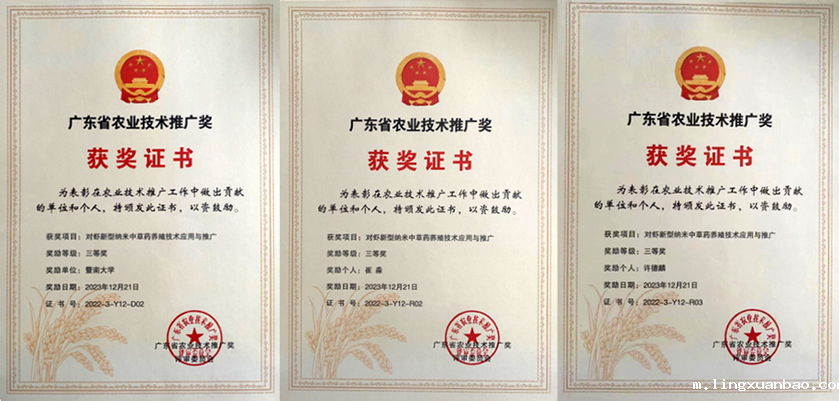 广东省农业技术推广奖
获奖证书
为表彰在农业技术推广工作中做出贡献
的单位和个人，特颁发此证书，以资鼓励。
获奖项目：对虾新型纳米中草药养殖技术应用与推广
奖励等级：三等奖
奖励单位：暨南大学
奖励日期：2023年12月21日
证 书 号：2022-3-Y12-D02
广东省农业技术推广奖
评审委员会
广东省农业技术推广奖
获奖证书
为表彰在农业技术推广工作中做出贡献
的单位和个人，特颁发此证书，以资鼓励。
获奖项目：对虾新型纳米中草药养殖技术应用与推广
奖励等级：三等奖
奖励个人：崔 淼
奖励日期：2023年12月21日
证 书 号：2022-3-Y12-R02
广东省农业技术推广奖
评审委员会
广东省农业技术推广奖
获奖证书
为表彰在农业技术推广工作中做出贡献
的单位和个人，特颁发此证书，以资鼓励。
获奖项目：对虾新型纳米中草药养殖技术应用与推广
奖励等级：三等奖
奖励个人：许德麟
奖励日期：2023年12月21日
证 书 号：2022-3-Y12-R03
广东省农业技术推广奖
评审委员会
m.lingxuanbao.co